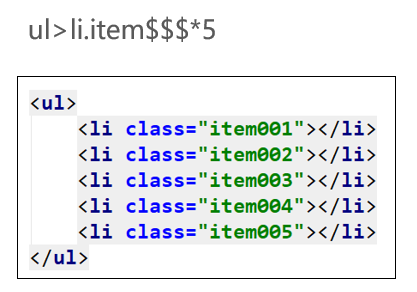 ul>li.item$$$*5
<ul>
    <li class="item001"></li>
    <li class="item002"></li>
    <li class="item003"></li>
    <li class="item004"></li>
    <li class="item005"></li>
</ul>